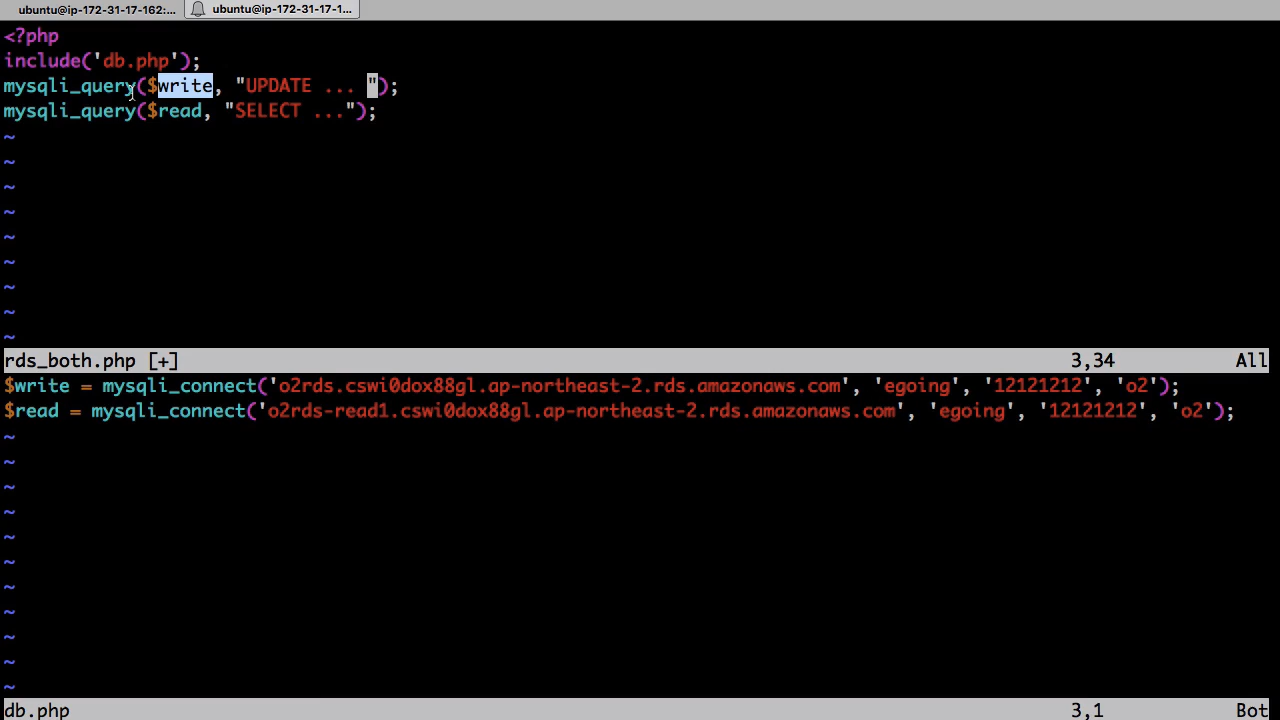 ubuntu@ip-172-31-17-162:... ubuntu@ip-172-31-17-1...
<?php
include('db.php');
mysqli_query($write, "UPDATE ... ");
mysqli_query($read, "SELECT ...");
~
~
~
~
~
~
~
~
~
rds_both.php [+] 3,34 All
$write = mysqli_connect('o2rds.cswi0dox88gl.ap-northeast-2.rds.amazonaws.com', 'egoing', '12121212', 'o2');
$read = mysqli_connect('o2rds-read1.cswi0dox88gl.ap-northeast-2.rds.amazonaws.com', 'egoing', '12121212', 'o2');
~
~
~
~
~
~
~
~
~
~
~
db.php 3,1 Bot